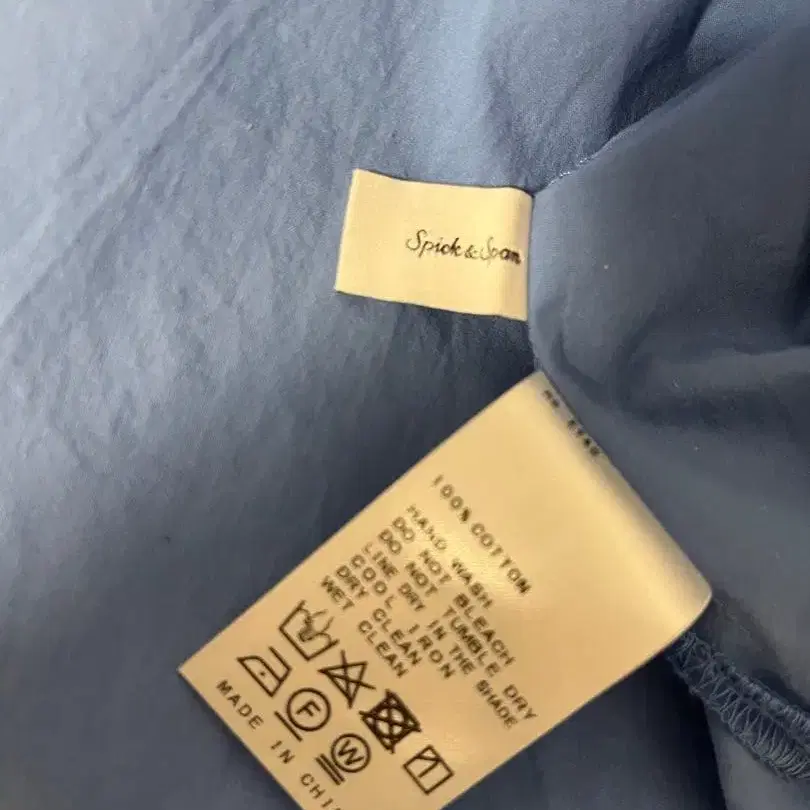 Spick & Span
100% COTTON
HAND WASH
DO NOT BLEACH
DO NOT TUMBLE DRY
LINE DRY IN THE SHADE
COOL IRON
DRY CLEAN
WET CLEAN
F
W
MADE IN